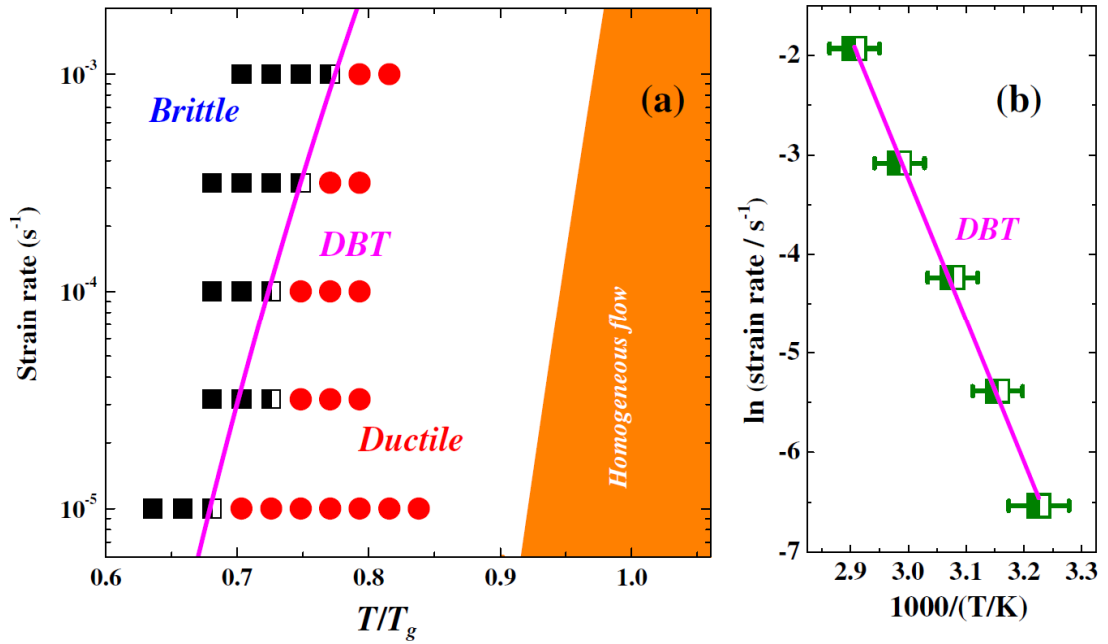 10⁻³
10⁻⁴
10⁻⁵
Strain rate (s⁻¹)
Brittle
(a)
DBT
Ductile
Homogeneous flow
0.6 0.7 0.8 0.9 1.0
T/T_g
-2
-3
-4
-5
-6
-7
ln (strain rate / s⁻¹)
(b)
DBT
2.9 3.0 3.1 3.2 3.3
1000/(T/K)